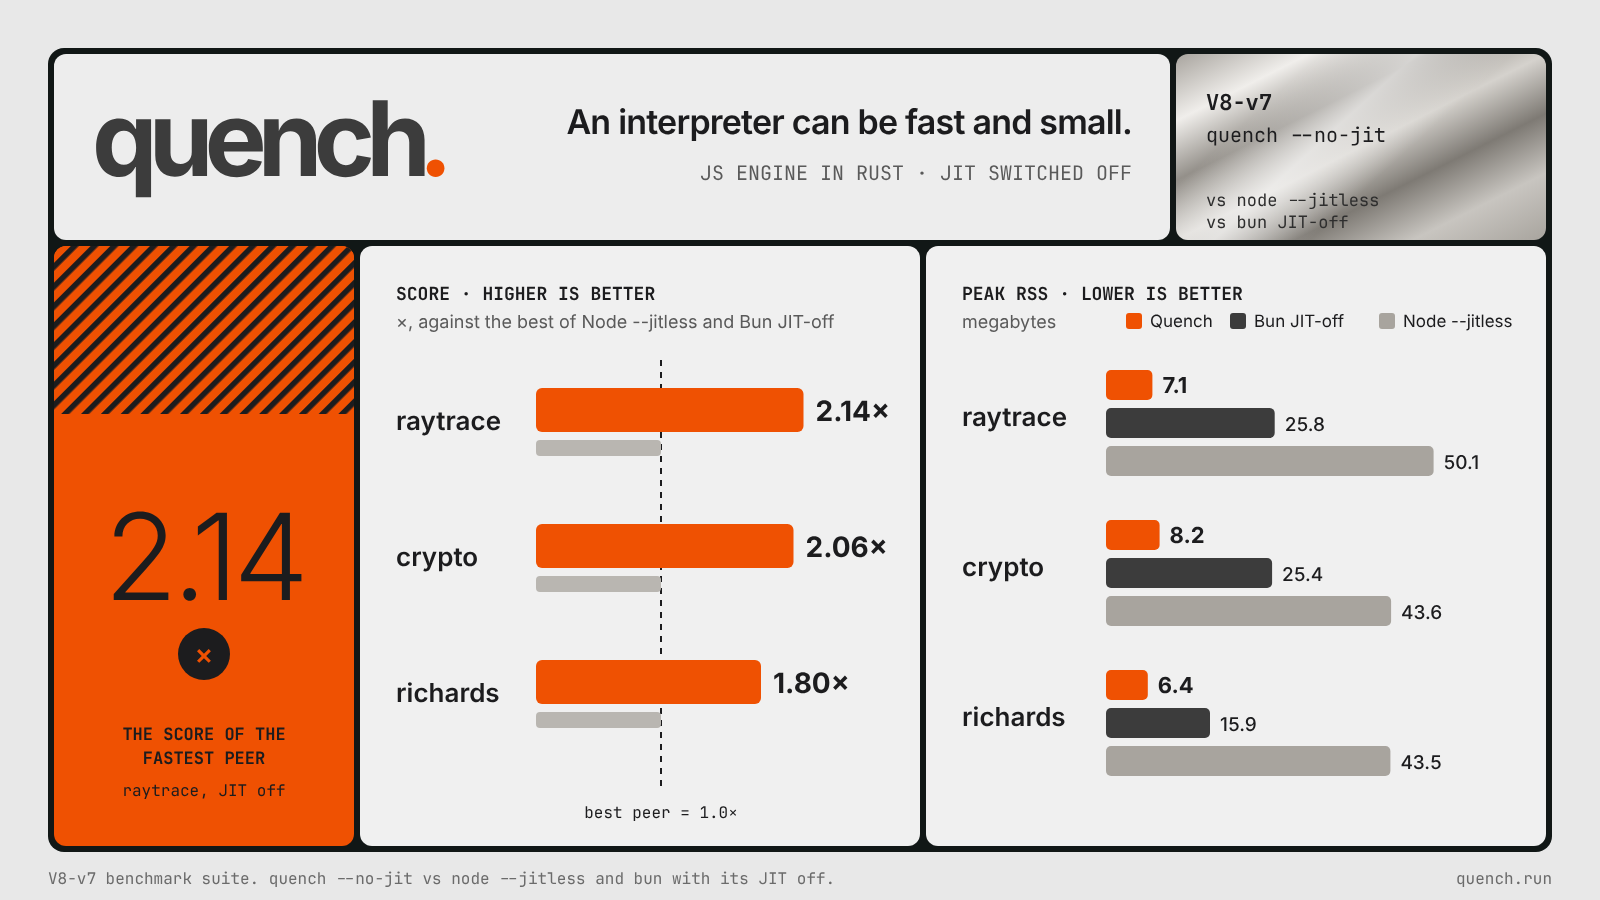 quench.
An interpreter can be fast and small.
JS ENGINE IN RUST · JIT SWITCHED OFF
V8-v7
quench --no-jit
vs node --jitless
vs bun JIT-off
2.14
×
THE SCORE OF THE
FASTEST PEER
raytrace, JIT off
SCORE · HIGHER IS BETTER
×, against the best of Node --jitless and Bun JIT-off
raytrace
2.14×
crypto
2.06×
richards
1.80×
best peer = 1.0×
PEAK RSS · LOWER IS BETTER
megabytes
Quench
Bun JIT-off
Node --jitless
raytrace
7.1
25.8
50.1
crypto
8.2
25.4
43.6
richards
6.4
15.9
43.5
V8-v7 benchmark suite. quench --no-jit vs node --jitless and bun with its JIT off.
quench.run